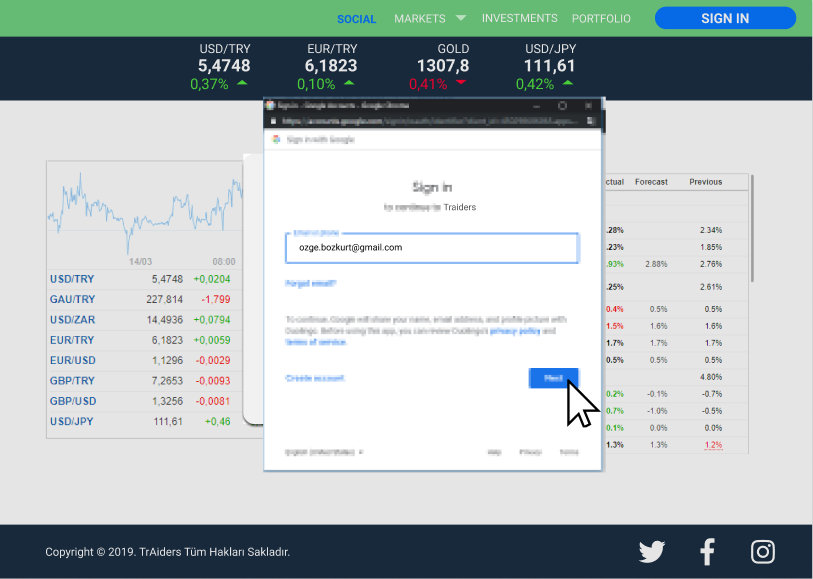 SOCIAL MARKETS INVESTMENTS PORTFOLIO SIGN IN
USD/TRY EUR/TRY GOLD USD/JPY
5,4748 6,1823 1307,8 111,61
0,37% 0,10% 0,41% 0,42%
Sign in - Google Accounts - Google Chrome
Sign in with Google
Sign in
to continue to Traiders
Email or phone
ozge.bozkurt@gmail.com
Forgot email?
To continue, Google will share your name, email address, and profile picture with
Duolingo. Before using this app, you can review Duolingo's privacy policy and
terms of service.
Create account Next
English (United States) Help Privacy Terms
14/03 08:00
USD/TRY 5,4748 +0,0204
GAU/TRY 227,814 -1,799
USD/ZAR 14,4936 +0,0794
EUR/TRY 6,1823 +0,0059
EUR/USD 1,1296 -0,0029
GBP/TRY 7,2653 -0,0093
GBP/USD 1,3256 -0,0081
USD/JPY 111,61 +0,46
ctual Forecast Previous
.28% 2.34%
.23% 1.85%
.93% 2.88% 2.76%
.25% 2.61%
0.4% 0.5% 0.5%
1.5% 1.6% 1.6%
1.7% 1.7% 1.7%
0.5% 0.5% 0.5%
4.80%
0.2% -0.1% -0.7%
0.7% -1.0% -0.5%
0.1% 0.0% 0.0%
1.3% 1.3% 1.2%
Copyright © 2019. TrAiders Tüm Hakları Sakladır.